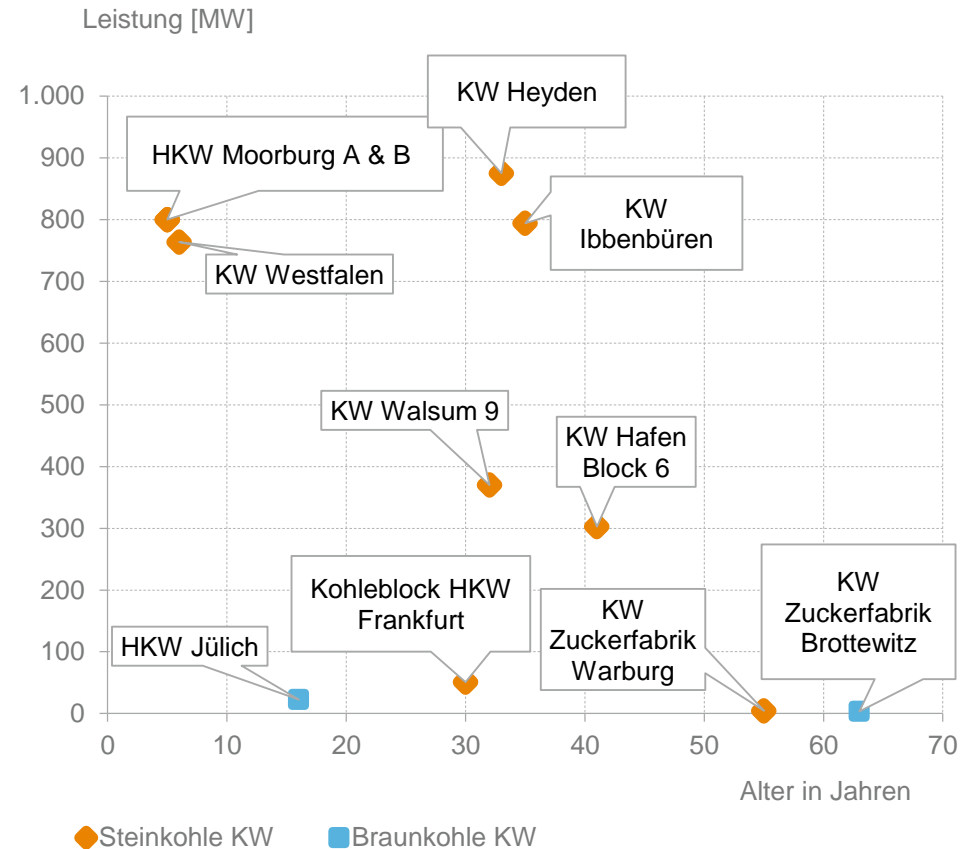 Leistung [MW]
1.000
900
800
700
600
500
400
300
200
100
0
KW Heyden
HKW Moorburg A & B
KW
Ibbenbüren
KW Westfalen
KW Walsum 9
KW Hafen
Block 6
Kohleblock HKW
Frankfurt
KW
Zuckerfabrik
Warburg
KW
Zuckerfabrik
Brottewitz
HKW Jülich
0 10 20 30 40 50 60 70
Alter in Jahren
Steinkohle KW
Braunkohle KW